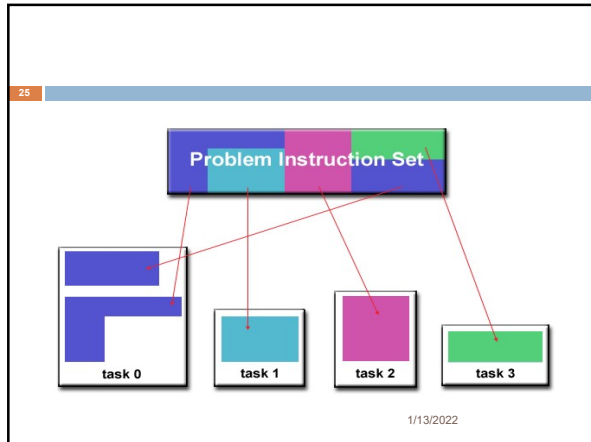 25
Problem Instruction Set
task 0
task 1
task 2
task 3
1/13/2022